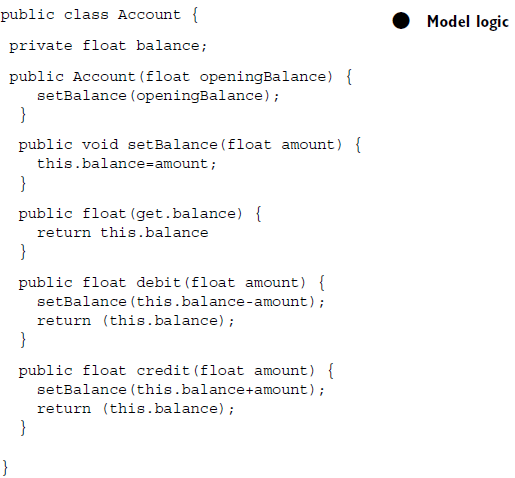 public class Account {
Model logic
private float balance;
public Account(float openingBalance) {
setBalance(openingBalance);
}
public void setBalance(float amount) {
this.balance=amount;
}
public float(get.balance) {
return this.balance
}
public float debit(float amount) {
setBalance(this.balance-amount);
return (this.balance);
}
public float credit(float amount) {
setBalance(this.balance+amount);
return (this.balance);
}
}